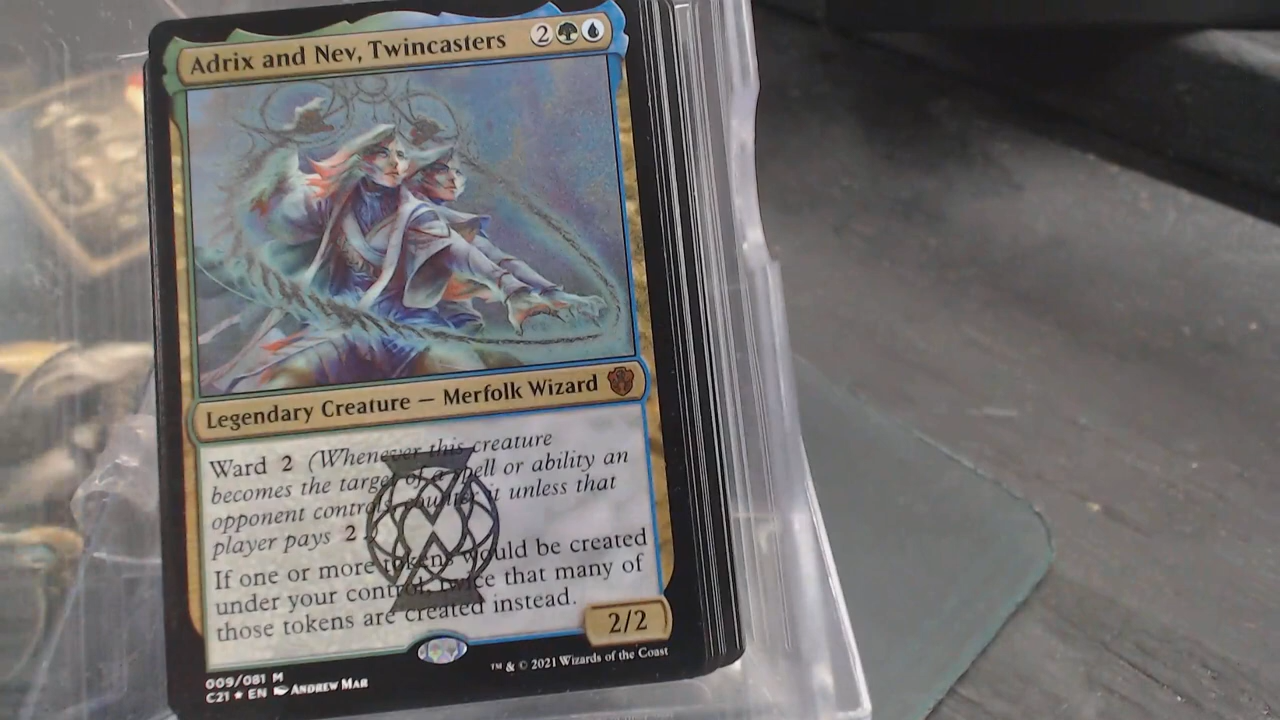 Adrix and Nev, Twincasters 2
Legendary Creature — Merfolk Wizard
Ward 2 (Whenever this creature
becomes the target of a spell or ability an
opponent controls, counter it unless that
player pays 2.)
If one or more tokens would be created
under your control, twice that many of
those tokens are created instead.
2/2
™ & © 2021 Wizards of the Coast
009/081 M
C21 ★ EN Andrew Mar